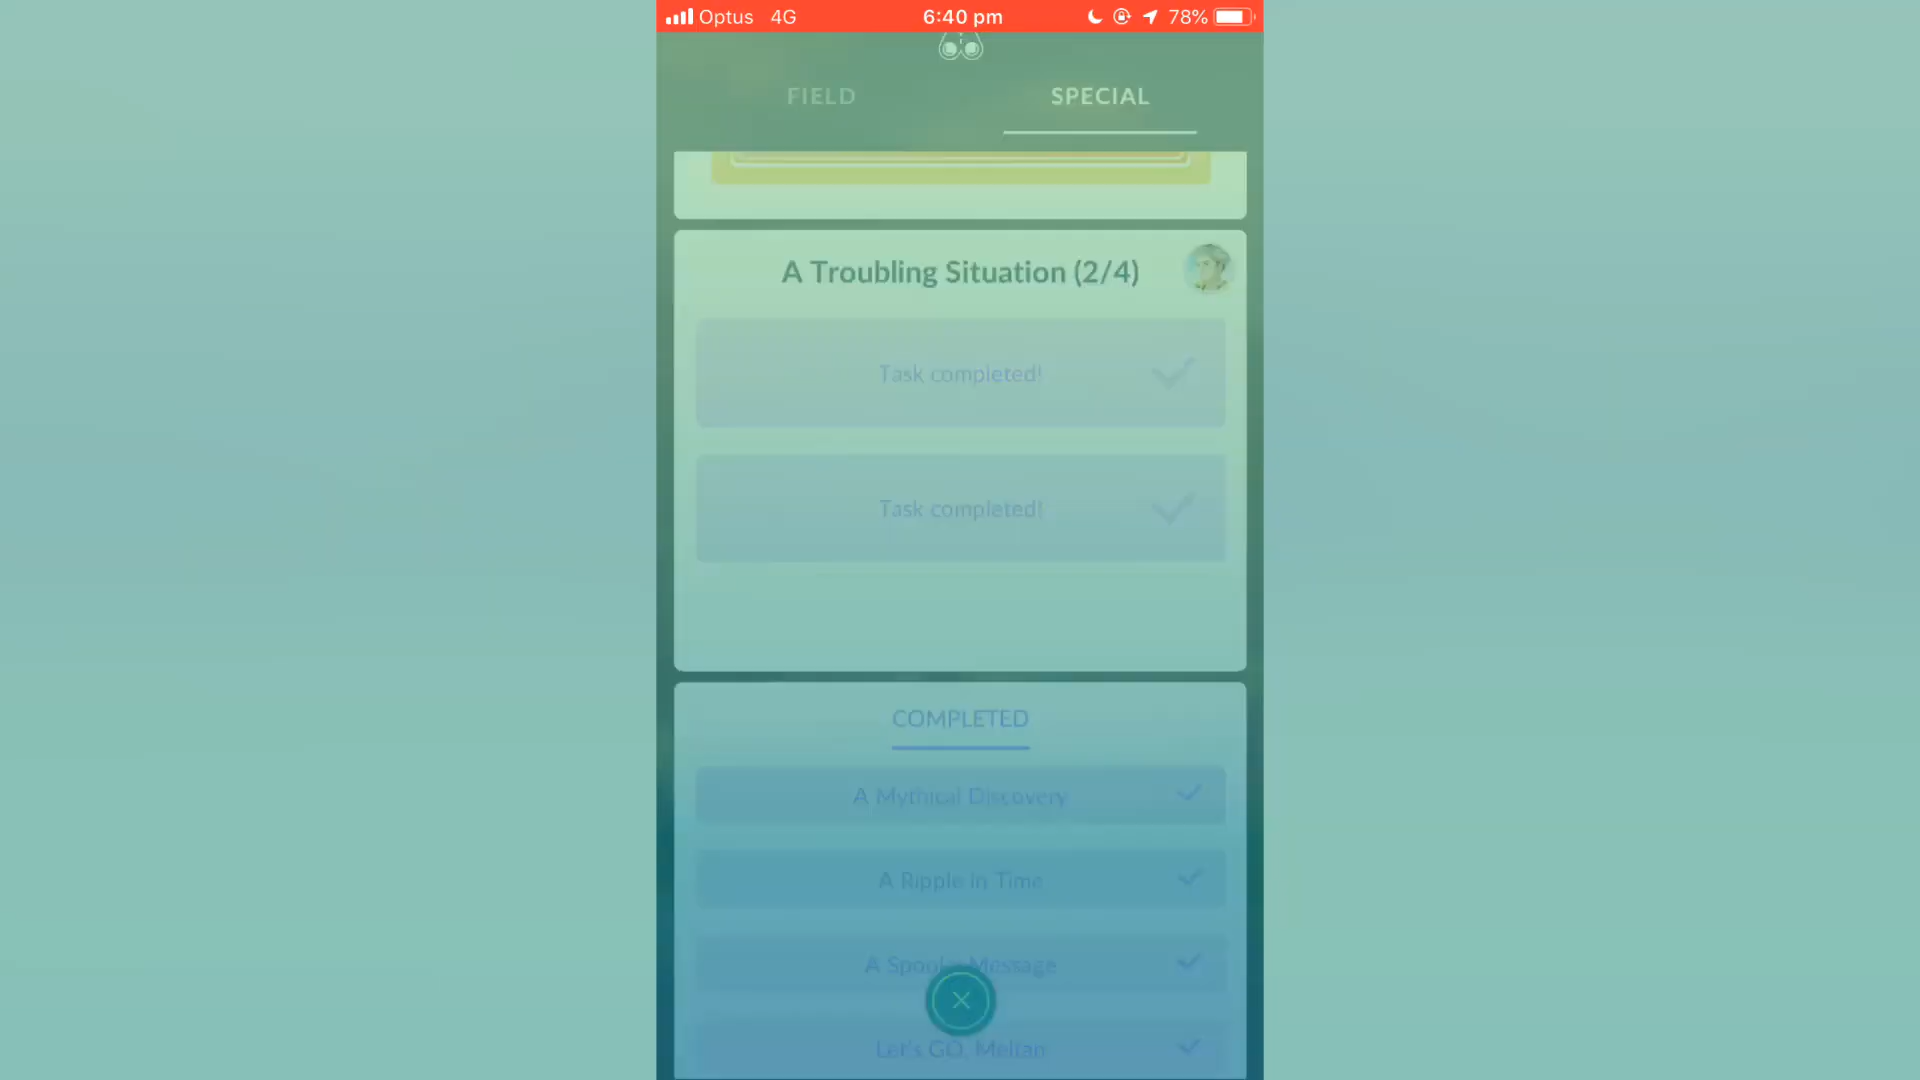 Optus 4G 6:40 pm 78%
FIELD SPECIAL
A Troubling Situation (2/4)
Task completed!
Task completed!
COMPLETED
A Mythical Discovery
A Ripple in Time
A Spooky Message
Let's GO, Meltan